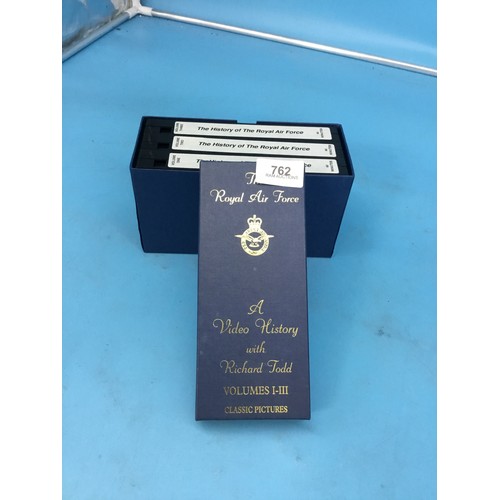 The History of The Royal Air Force
The History of The Royal Air Force
762
The
Royal Air Force
A
Video History
with
Richard Todd
VOLUMES I-III
CLASSIC PICTURES